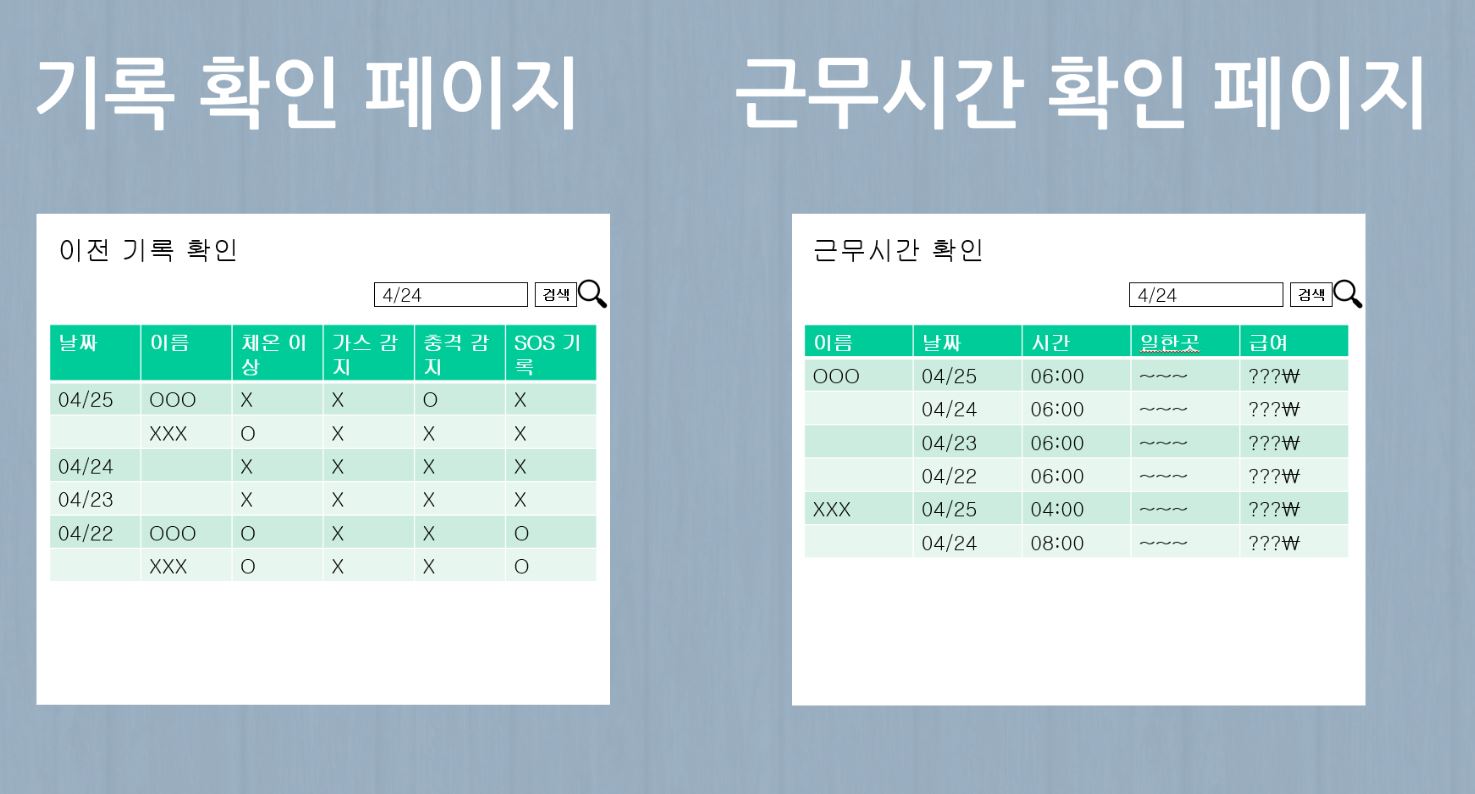 기록 확인 페이지
근무시간 확인 페이지
이전 기록 확인
4/24 검색
날짜 이름 체온 이상 가스 감지 충격 감지 SOS 기록
04/25 OOO X X O X
XXX O X X X
04/24 X X X X
04/23 X X X X
04/22 OOO O X X O
XXX O X X O
근무시간 확인
4/24 검색
이름 날짜 시간 일한곳 급여
OOO 04/25 06:00 ~~~ ???₩
04/24 06:00 ~~~ ???₩
04/23 06:00 ~~~ ???₩
04/22 06:00 ~~~ ???₩
XXX 04/25 04:00 ~~~ ???₩
04/24 08:00 ~~~ ???₩